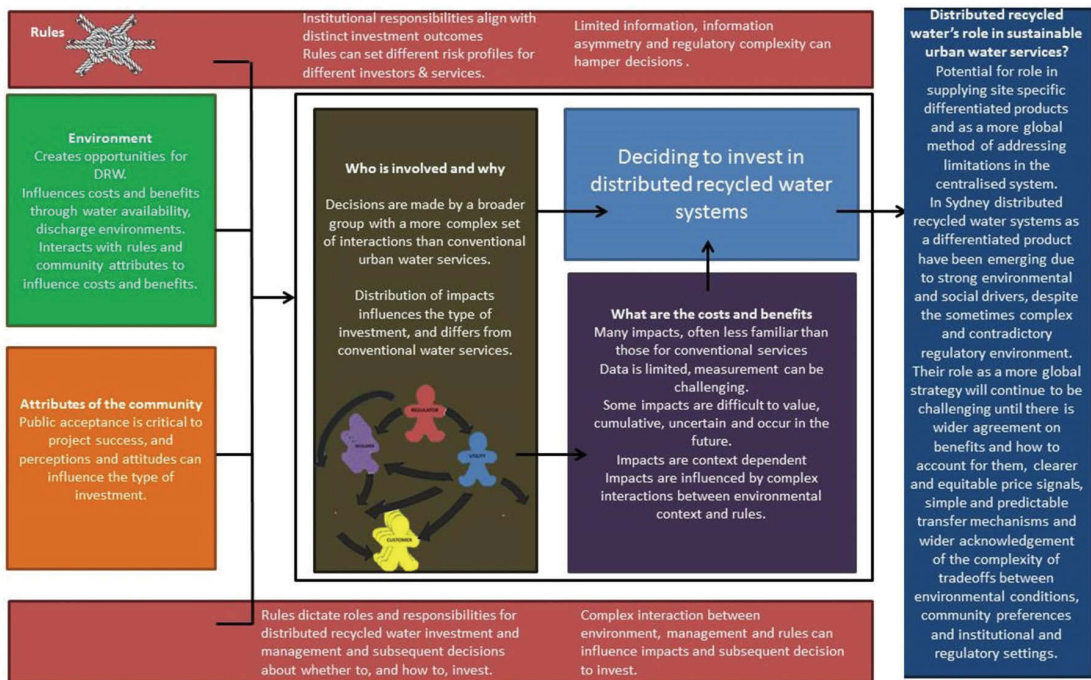 Rules
Institutional responsibilities align with
distinct investment outcomes
Rules can set different risk profiles for
different investors & services.
Limited information, information
asymmetry and regulatory complexity can
hamper decisions .
Environment
Creates opportunities for
DRW.
Influences costs and benefits
through water availability,
discharge environments.
Interacts with rules and
community attributes to
influence costs and benefits.
Attributes of the community
Public acceptance is critical to
project success, and
perceptions and attitudes can
influence the type of
investment.
Who is involved and why
Decisions are made by a broader
group with a more complex set
of interactions than conventional
urban water services.
Distribution of impacts
influences the type of
investment, and differs from
conventional water services.
REGULATOR
UTILITY
CUSTOMER
Deciding to invest in
distributed recycled water
systems
What are the costs and benefits
Many impacts, often less familiar than
those for conventional services
Data is limited, measurement can be
challenging.
Some impacts are difficult to value,
cumulative, uncertain and occur in the
future.
Impacts are context dependent
Impacts are influenced by complex
interactions between environmental
context and rules.
Rules dictate roles and responsibilities for
distributed recycled water investment and
management and subsequent decisions
about whether to, and how to, invest.
Complex interaction between
environment, management and rules can
influence impacts and subsequent decision
to invest.
Distributed recycled
water's role in sustainable
urban water services?
Potential for role in
supplying site specific
differentiated products
and as a more global
method of addressing
limitations in the
centralised system.
In Sydney distributed
recycled water systems as
a differentiated product
have been emerging due
to strong environmental
and social drivers, despite
the sometimes complex
and contradictory
regulatory environment.
Their role as a more global
strategy will continue to be
challenging until there is
wider agreement on
benefits and how to
account for them, clearer
and equitable price signals,
simple and predictable
transfer mechanisms and
wider acknowledgement
of the complexity of
tradeoffs between
environmental conditions,
community preferences
and institutional and
regulatory settings.